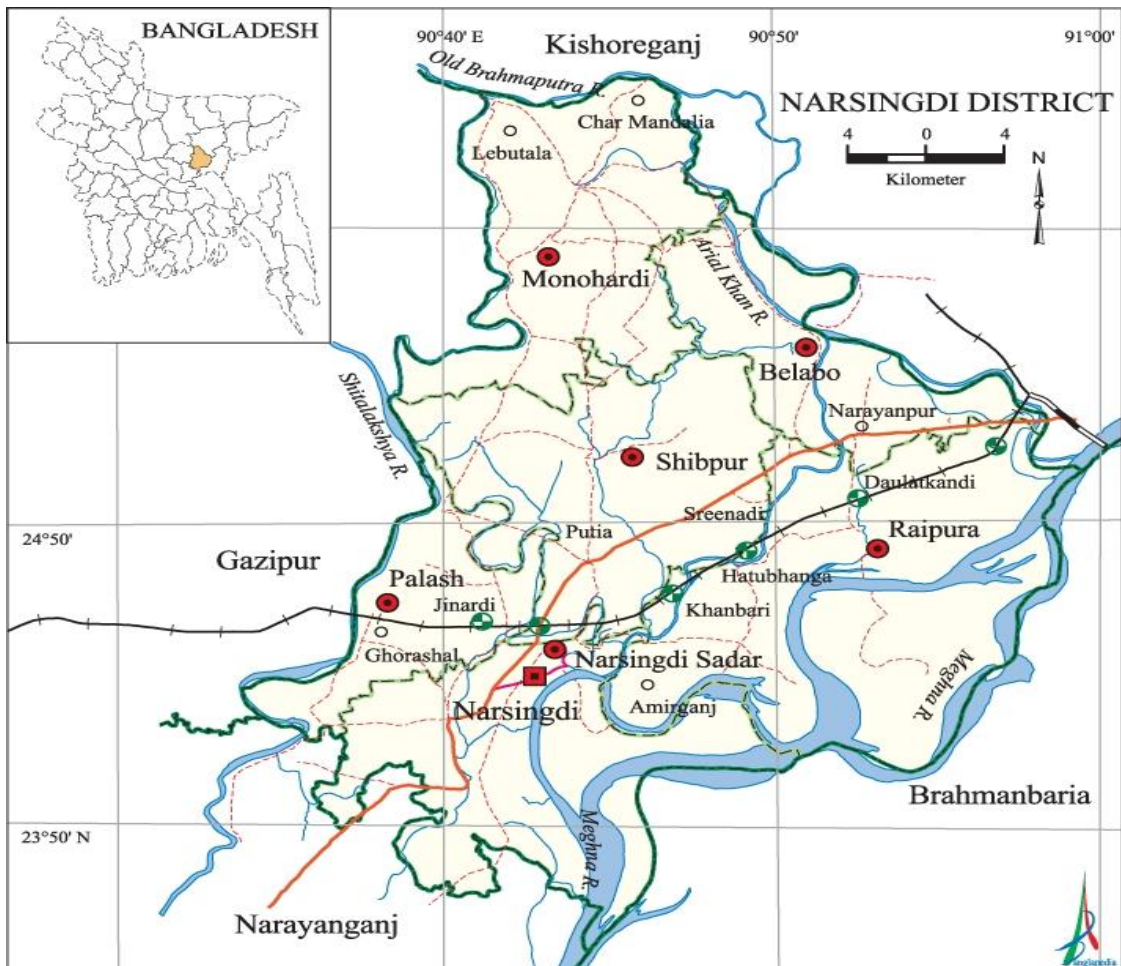 BANGLADESH
90°40' E
Kishoreganj
90°50'
91°00'
Old Brahmaputra R.
NARSINGDI DISTRICT
Char Mandalia
4 0 4
Lebutala
Kilometer
N
Monohardi
Arial Khan R.
Belabo
Shitalakshya R.
Narayanpur
Shibpur
Daulatkandi
Sreenadi
24°50'
Putia
Raipura
Gazipur
Hatubhanga
Palash
Jinardi
Khanbari
Ghorashal
Narsingdi Sadar
Meghna R.
Narsingdi
Amirganj
Brahmanbaria
23°50' N
Meghna R.
Narayanganj
Banglapedia